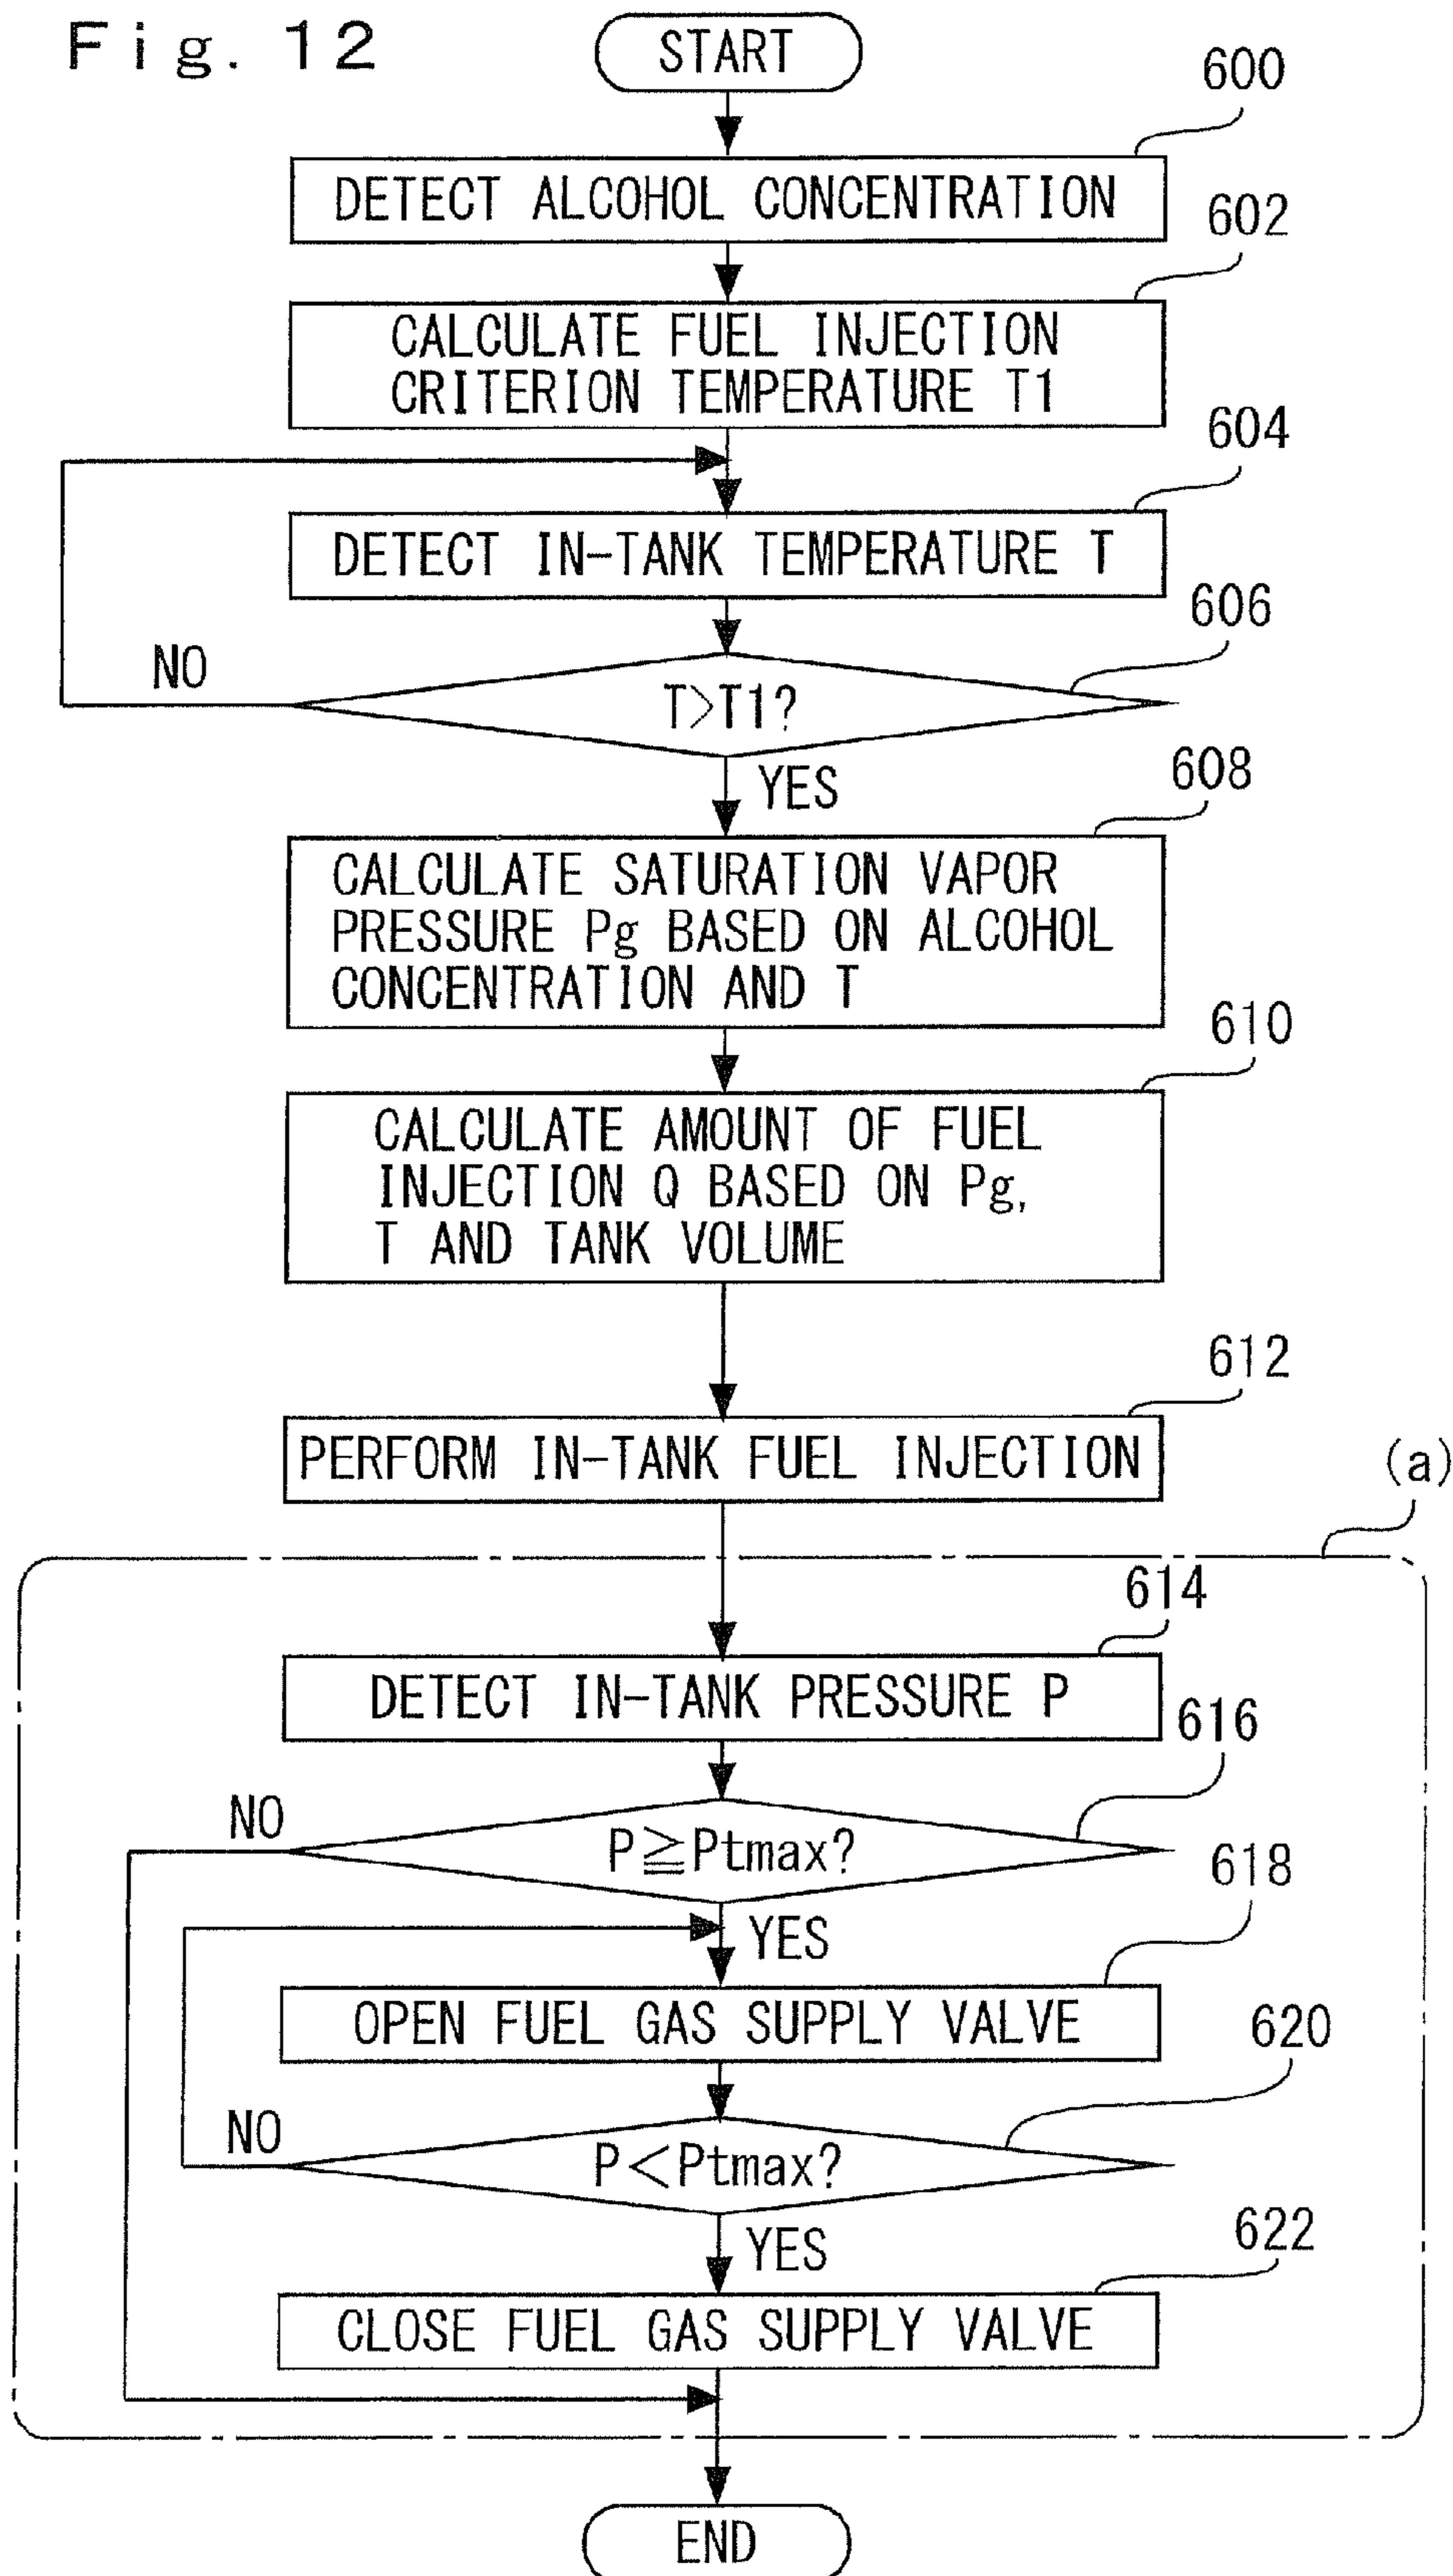 Fig. 12
START
600
DETECT ALCOHOL CONCENTRATION
602
CALCULATE FUEL INJECTION
CRITERION TEMPERATURE T1
604
DETECT IN-TANK TEMPERATURE T
606
NO
T>T1?
YES
608
CALCULATE SATURATION VAPOR
PRESSURE Pg BASED ON ALCOHOL
CONCENTRATION AND T
610
CALCULATE AMOUNT OF FUEL
INJECTION Q BASED ON Pg,
T AND TANK VOLUME
612
PERFORM IN-TANK FUEL INJECTION
(a)
614
DETECT IN-TANK PRESSURE P
616
NO
P≧Ptmax?
618
YES
OPEN FUEL GAS SUPPLY VALVE
620
NO
P<Ptmax?
YES
622
CLOSE FUEL GAS SUPPLY VALVE
END